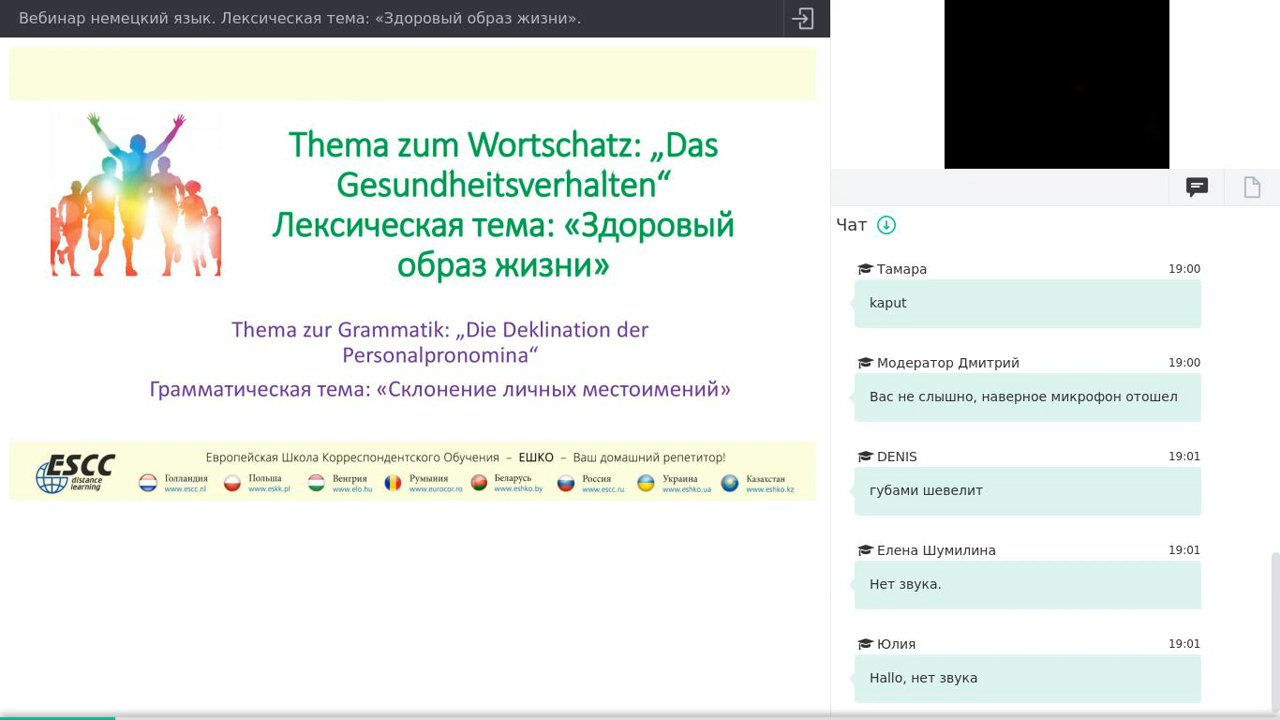 Вебинар немецкий язык. Лексическая тема: «Здоровый образ жизни».
Thema zum Wortschatz: „Das
Gesundheitsverhalten“
Лексическая тема: «Здоровый
образ жизни»
Thema zur Grammatik: „Die Deklination der
Personalpronomina“
Грамматическая тема: «Склонение личных местоимений»
ESCC
distance
learning
Европейская Школа Корреспондентского Обучения – ЕШКО – Ваш домашний репетитор!
Голландия
www.escc.nl
Польша
www.eskk.pl
Венгрия
www.elo.hu
Румыния
www.eurocor.ro
Беларусь
www.eshko.by
Россия
www.escc.ru
Украина
www.eshko.ua
Казахстан
www.eshko.kz
Чат
Тамара 19:00
kaput
Модератор Дмитрий 19:00
Вас не слышно, наверное микрофон отошел
DENIS 19:01
губами шевелит
Елена Шумилина 19:01
Нет звука.
Юлия 19:01
Hallo, нет звука